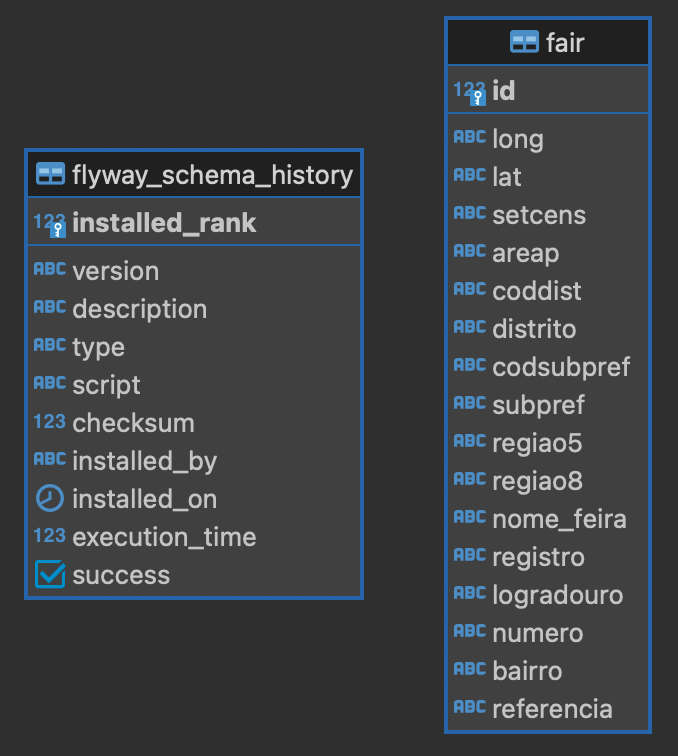 flyway_schema_history
123 installed_rank
ABC version
ABC description
ABC type
ABC script
123 checksum
ABC installed_by
installed_on
123 execution_time
success
fair
123 id
ABC long
ABC lat
ABC setcens
ABC areap
ABC coddist
ABC distrito
ABC codsubpref
ABC subpref
ABC regiao5
ABC regiao8
ABC nome_feira
ABC registro
ABC logradouro
ABC numero
ABC bairro
ABC referencia